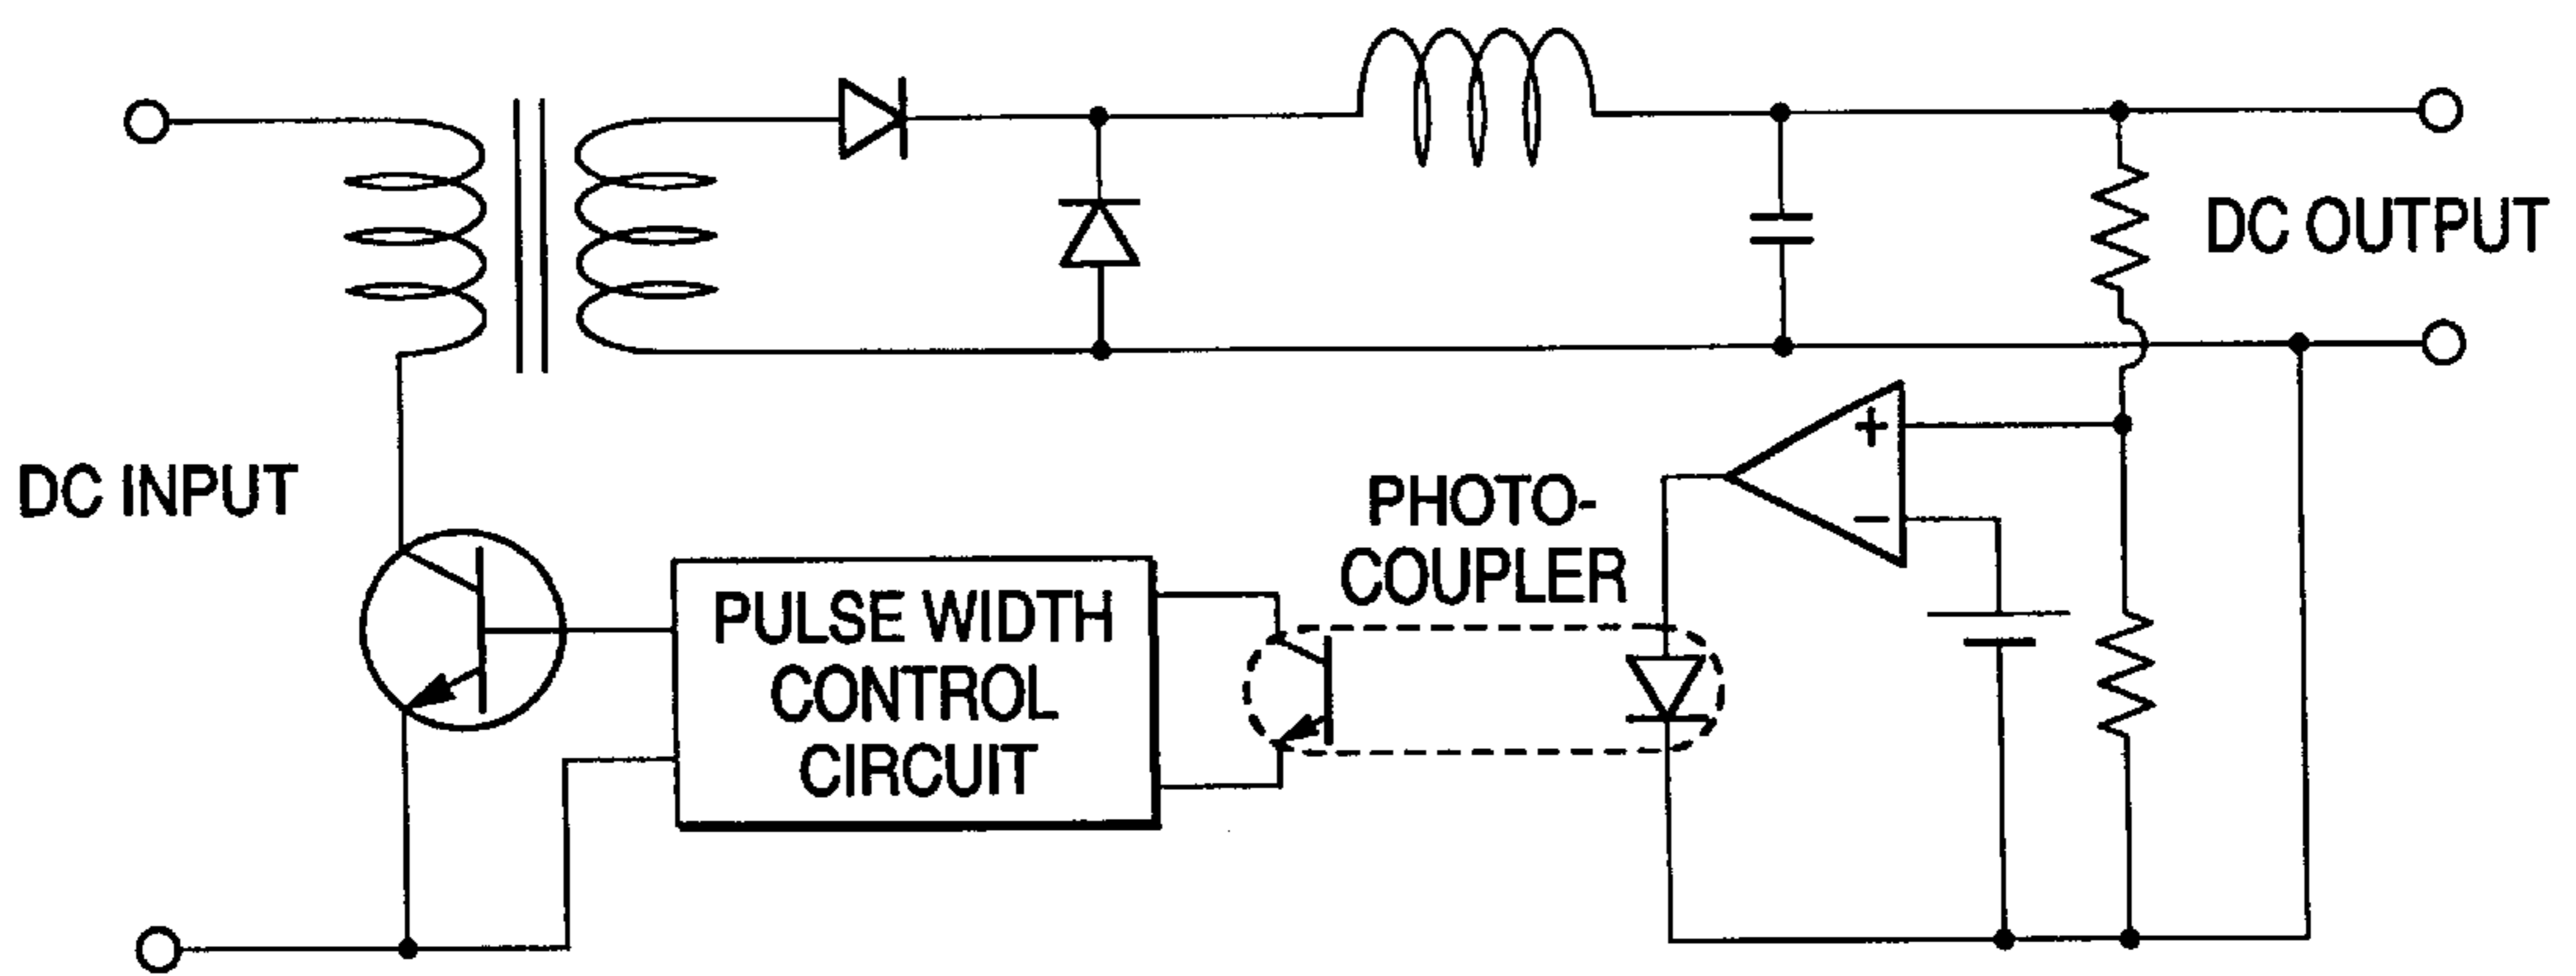 DC OUTPUT
DC INPUT
PHOTO-
COUPLER
+
−
PULSE WIDTH
CONTROL
CIRCUIT